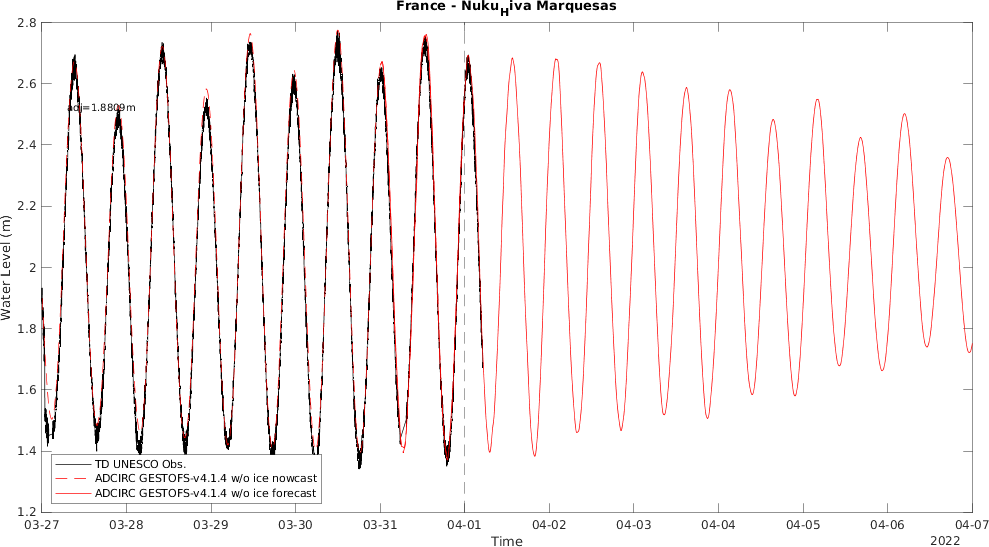 France - Nuku_Hiva Marquesas
2.8
2.6
adj=1.8809m
2.4
2.2
Water Level (m)
2
1.8
1.6
1.4
TD UNESCO Obs.
ADCIRC GESTOFS-v4.1.4 w/o ice nowcast
ADCIRC GESTOFS-v4.1.4 w/o ice forecast
1.2
03-27 03-28 03-29 03-30 03-31 04-01 04-02 04-03 04-04 04-05 04-06 04-07
Time
2022